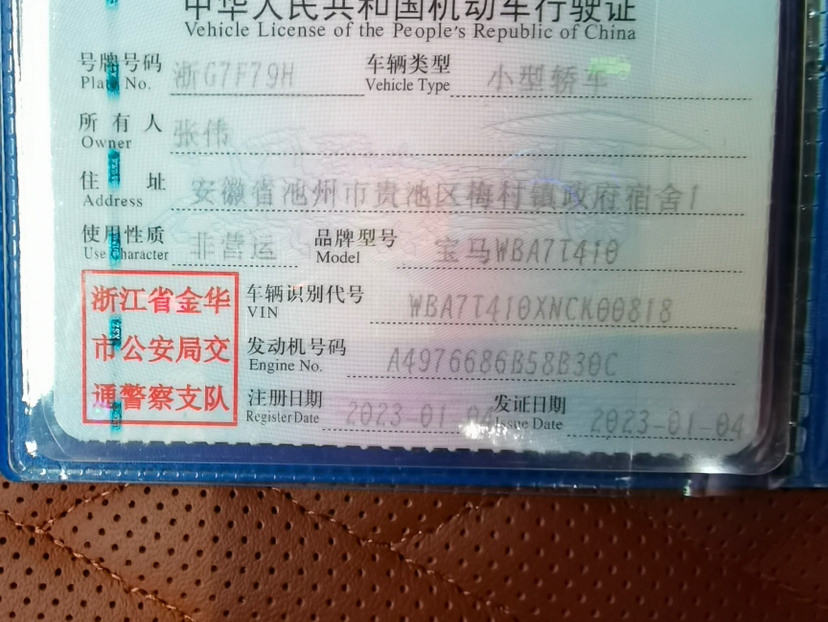 中华人民共和国机动车行驶证
Vehicle License of the People's Republic of China
号牌号码 浙G7F79H 车辆类型 小型轿车
Plate No. Vehicle Type
所有人 张伟
Owner
住址 安徽省池州市贵池区梅村镇政府宿舍1
Address
使用性质 非营运 品牌型号 宝马WBA7T410
Use Character Model
浙江省金华
市公安局交
通警察支队
车辆识别代号 WBA7T410XNCK00818
VIN
发动机号码 A4976686B58B30C
Engine No.
注册日期 2023-01-04 发证日期 2023-01-04
Register Date Issue Date